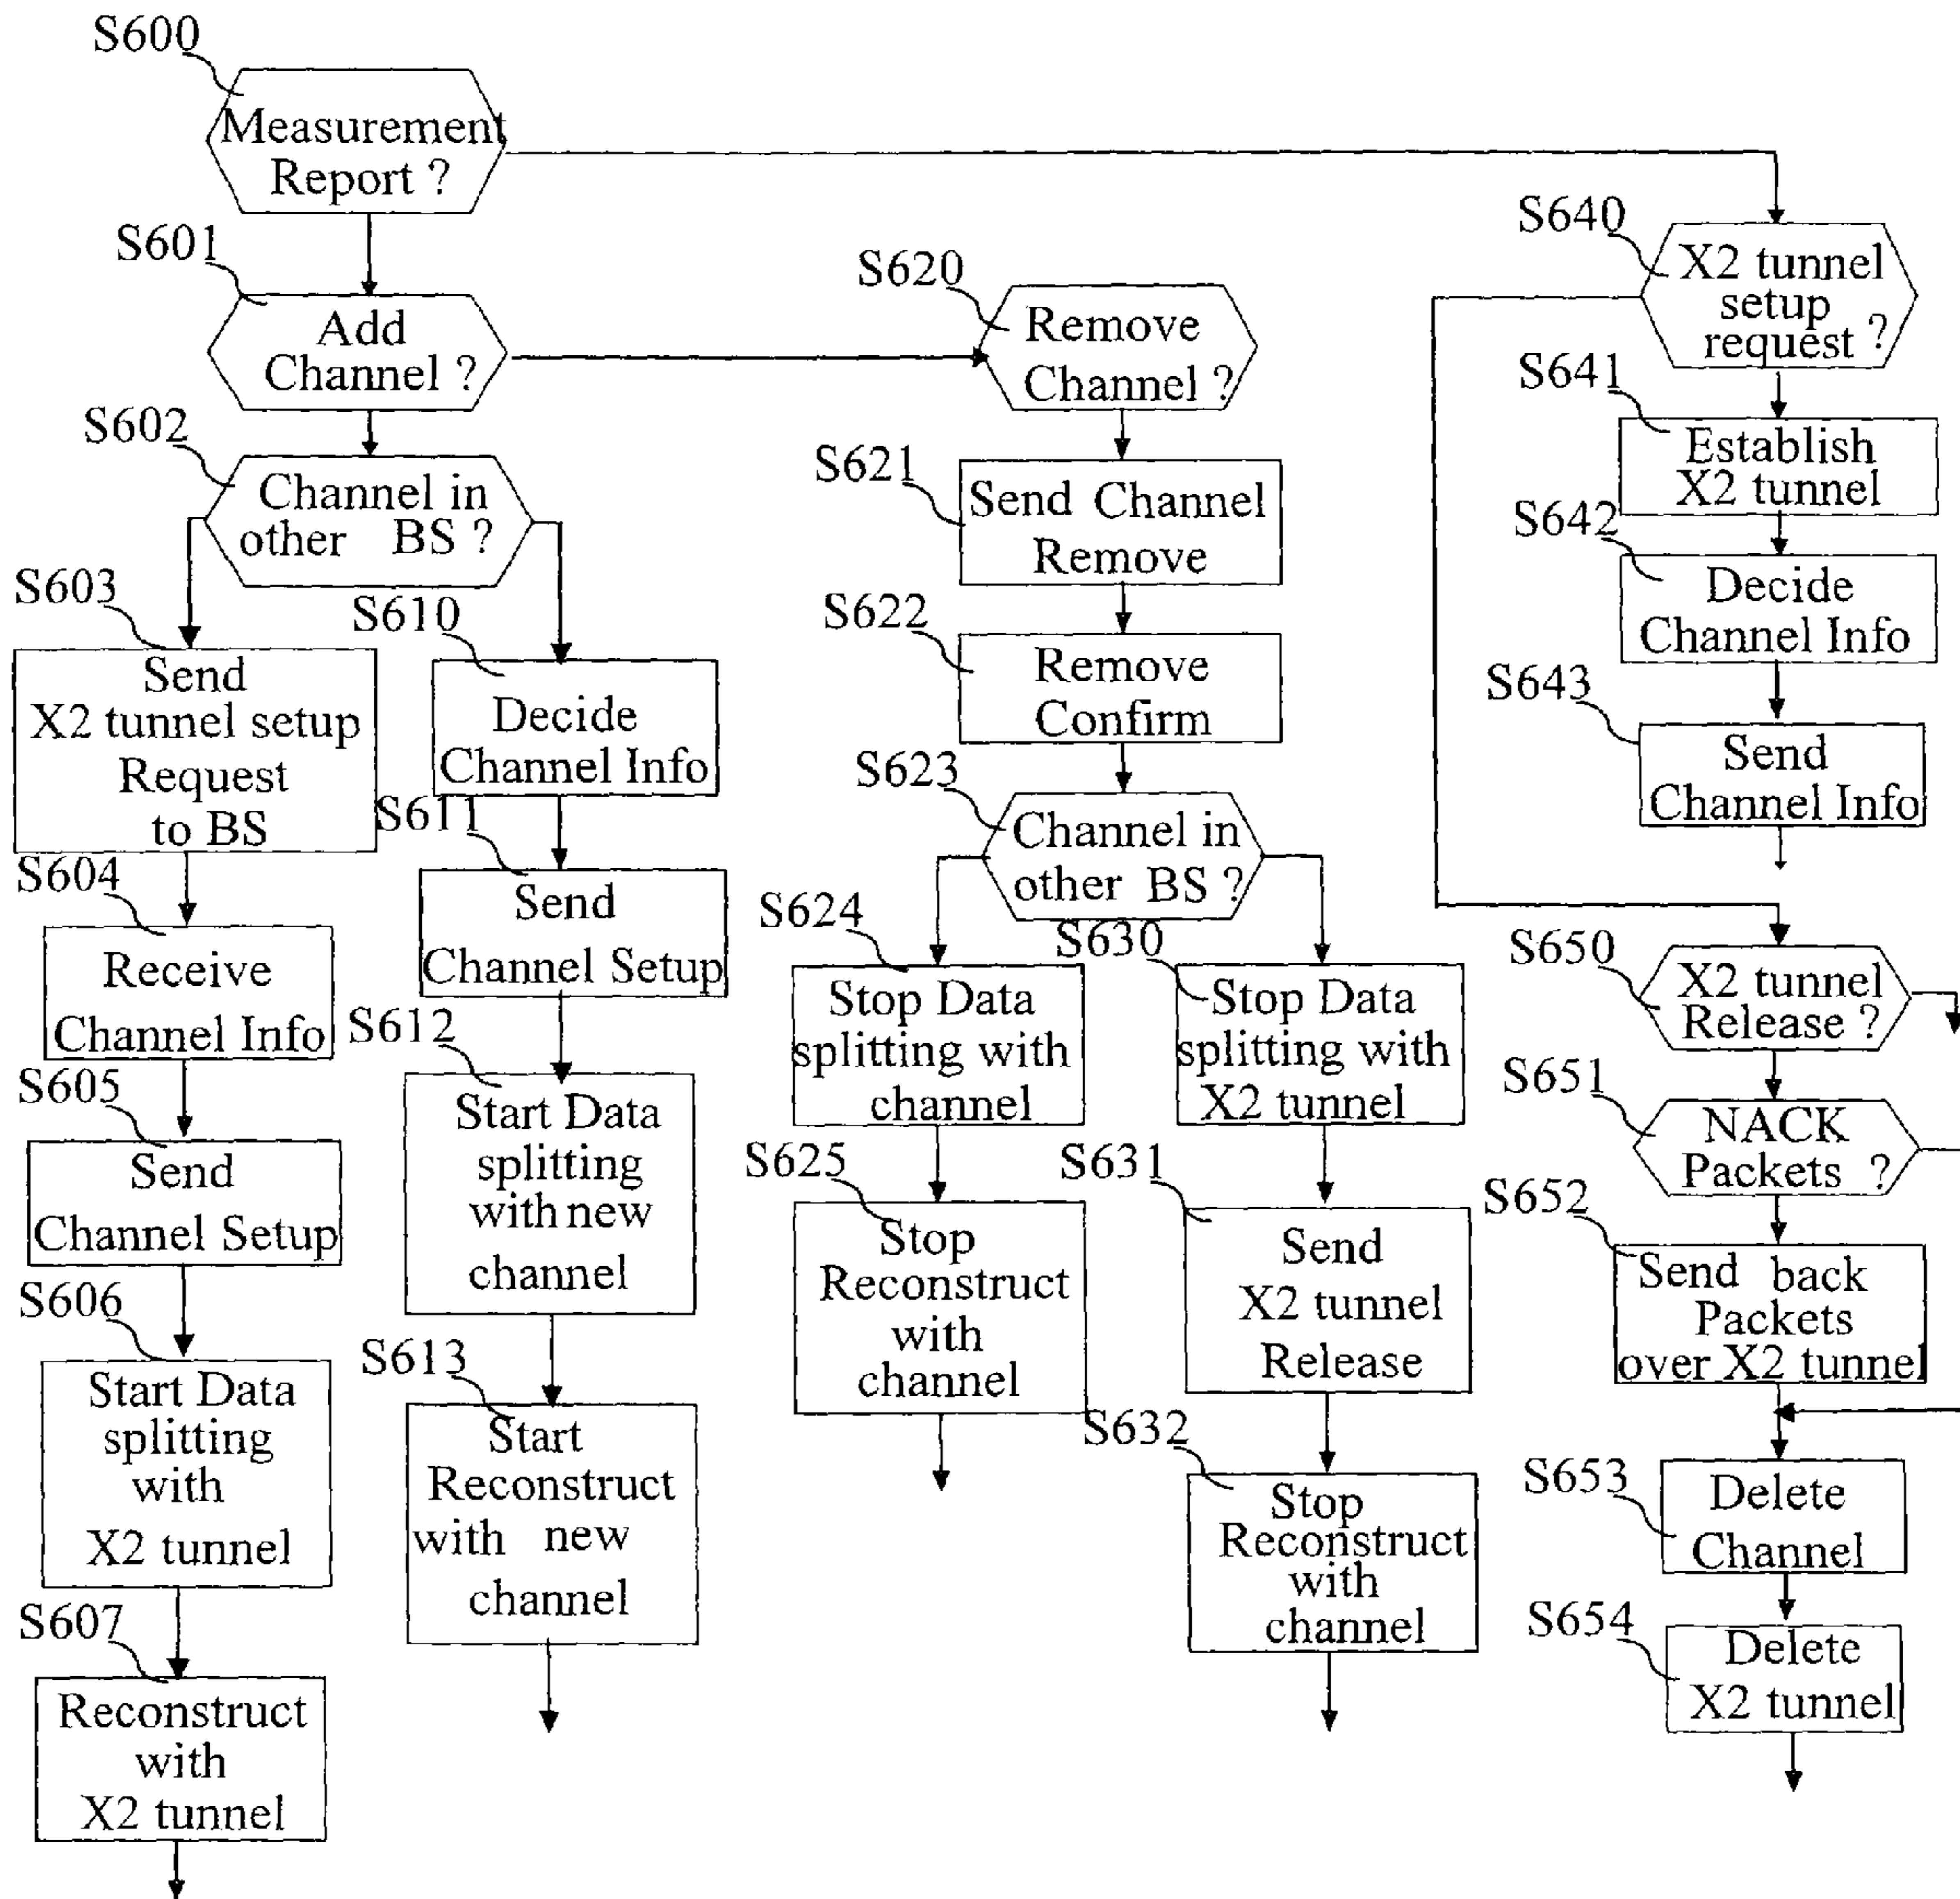 S600
Measurement
Report ?
S601
Add
Channel ?
S602
Channel in
other BS ?
S603
Send
X2 tunnel setup
Request
to BS
S604
Receive
Channel Info
S605
Send
Channel Setup
S606
Start Data
splitting
with
X2 tunnel
S607
Reconstruct
with
X2 tunnel
S610
Decide
Channel Info
S611
Send
Channel Setup
S612
Start Data
splitting
with new
channel
S613
Start
Reconstruct
with new
channel
S620
Remove
Channel ?
S621
Send Channel
Remove
S622
Remove
Confirm
S623
Channel in
other BS ?
S624
Stop Data
splitting with
channel
S625
Stop
Reconstruct
with
channel
S630
Stop Data
splitting with
X2 tunnel
S631
Send
X2 tunnel
Release
S632
Stop
Reconstruct
with
channel
S640
X2 tunnel
setup
request ?
S641
Establish
X2 tunnel
S642
Decide
Channel Info
S643
Send
Channel Info
S650
X2 tunnel
Release ?
S651
NACK
Packets ?
S652
Send back
Packets
over X2 tunnel
S653
Delete
Channel
S654
Delete
X2 tunnel